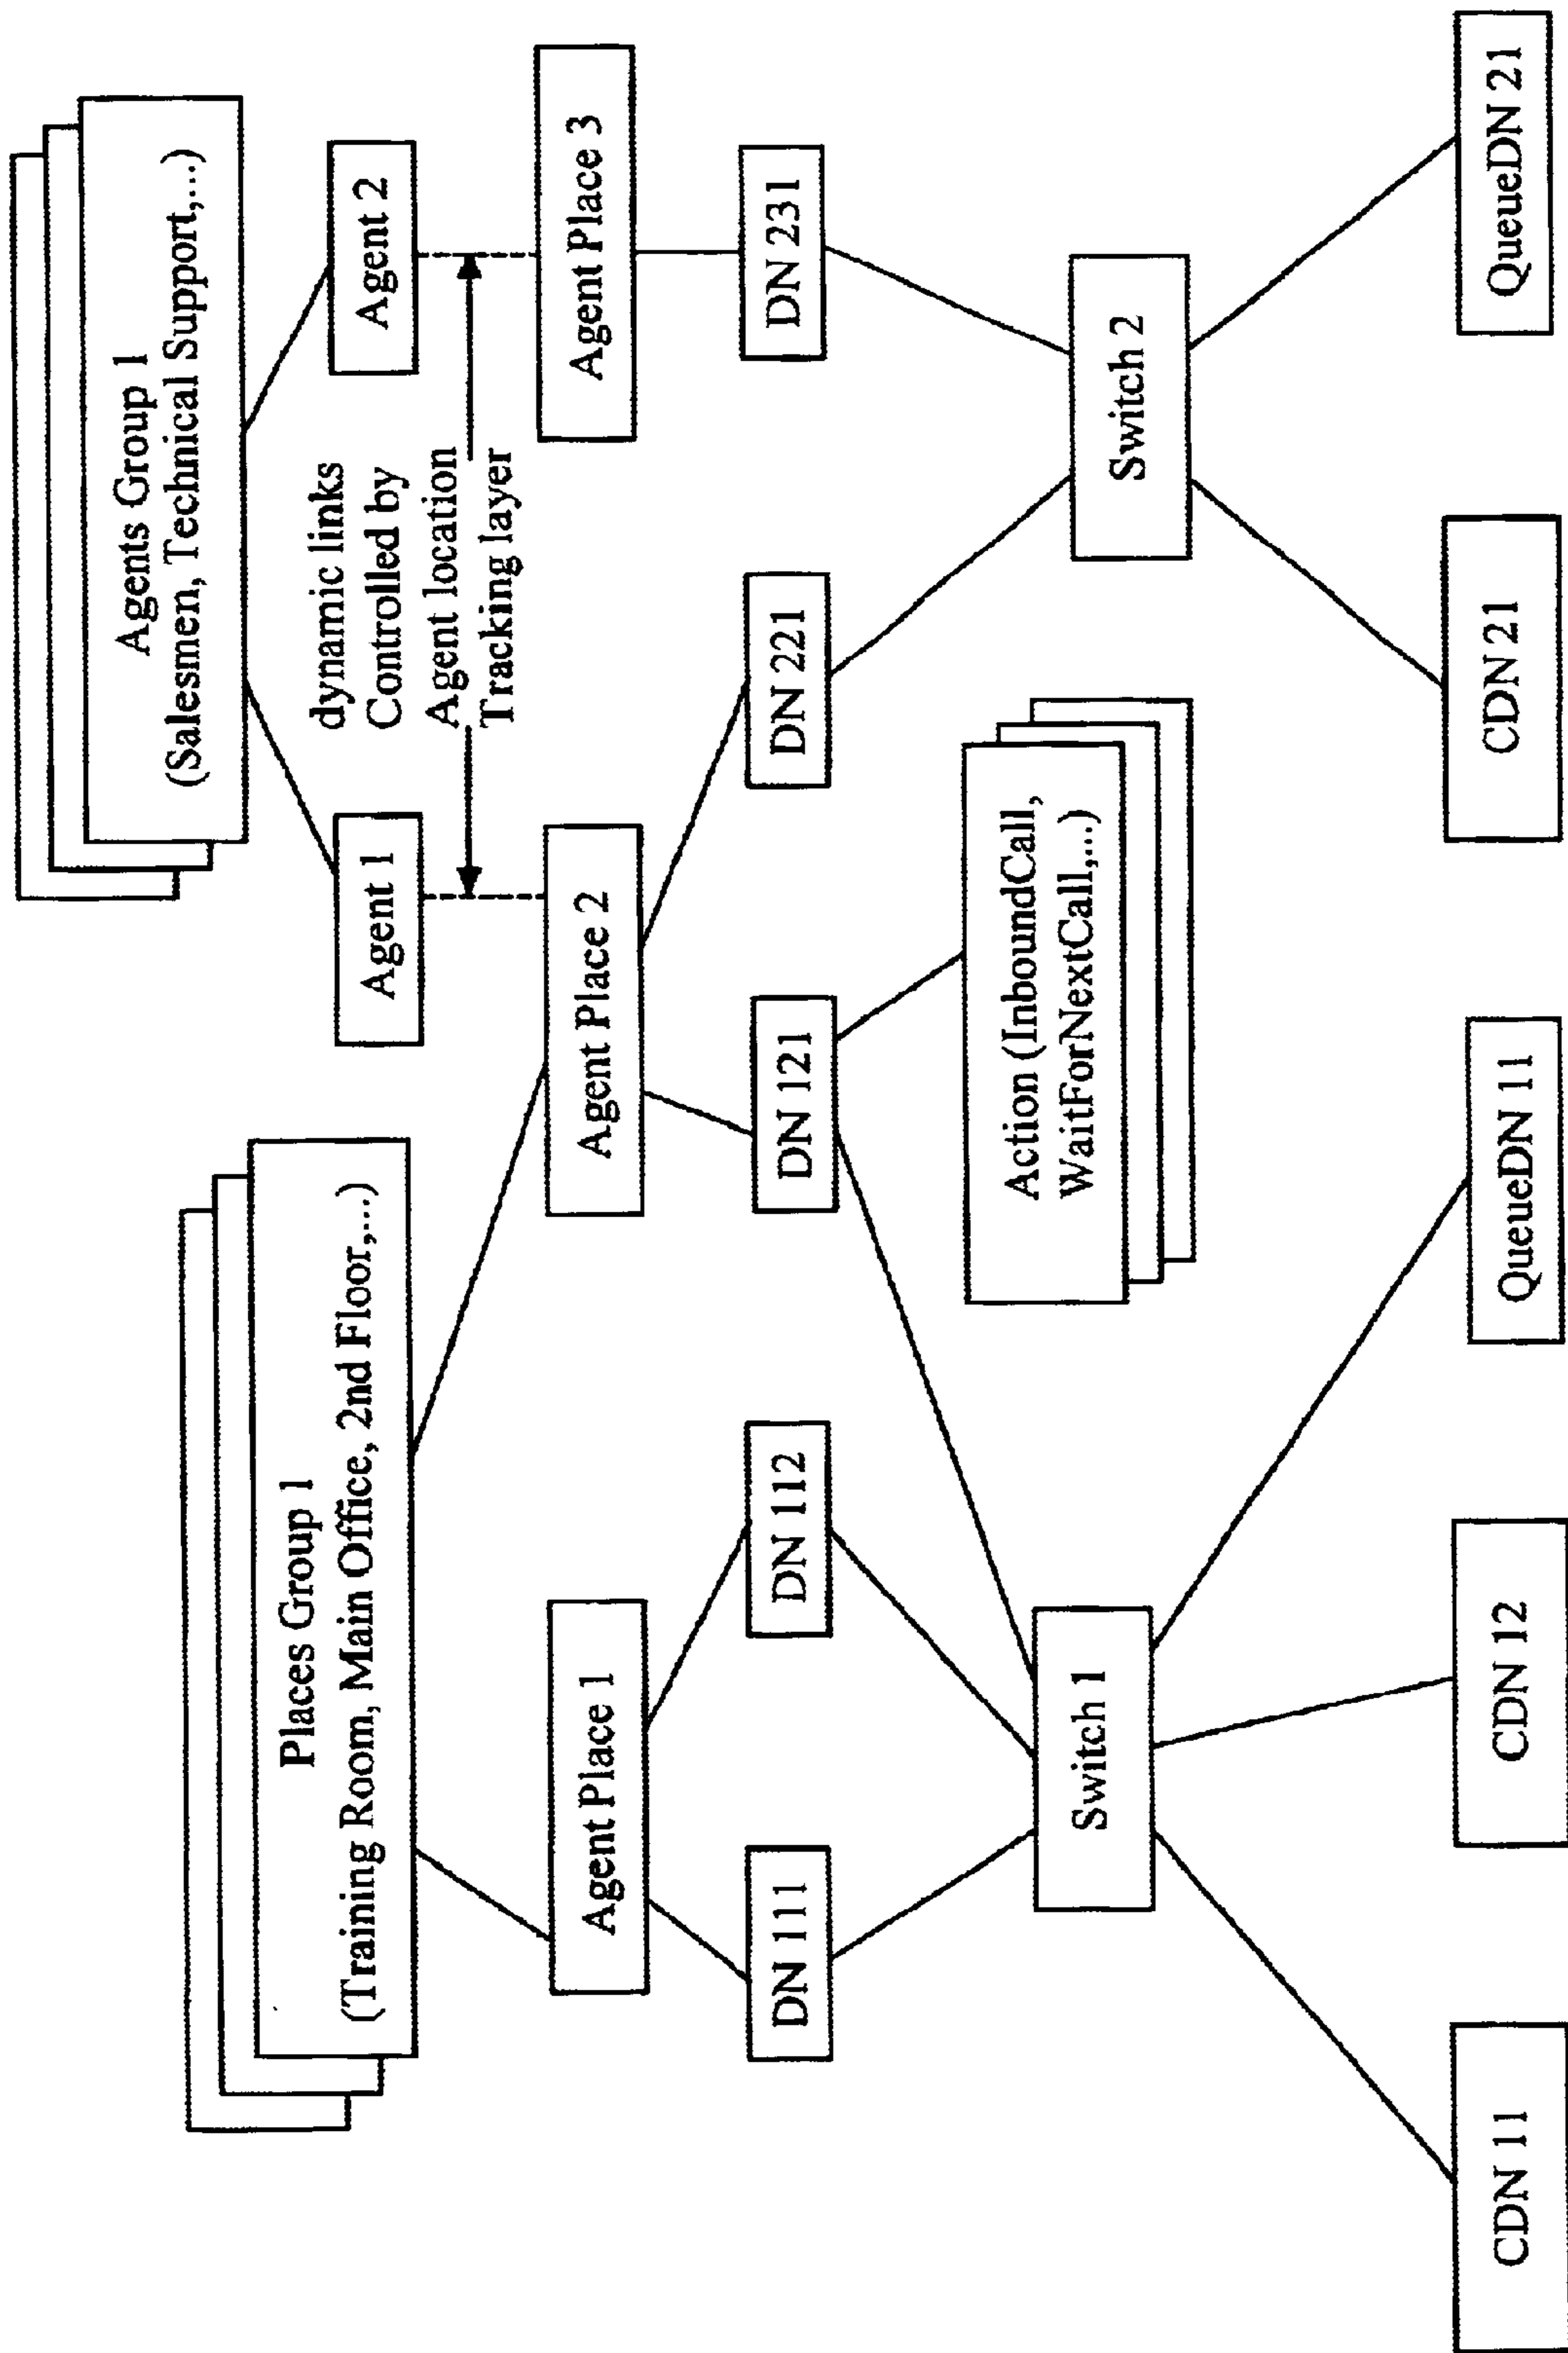 Agents Group 1
(Salesmen, Technical Support,...)
Places Group 1
(Training Room, Main Office, 2nd Floor,...)
Agent 1
Agent 2
dynamic links
Controlled by
Agent location
Tracking layer
Agent Place 1
Agent Place 2
Agent Place 3
DN 111
DN 112
DN 121
DN 221
DN 231
Action (InboundCall,
WaitForNextCall,...)
Switch 1
Switch 2
CDN 11
CDN 12
QueueDN 11
CDN 21
QueueDN 21